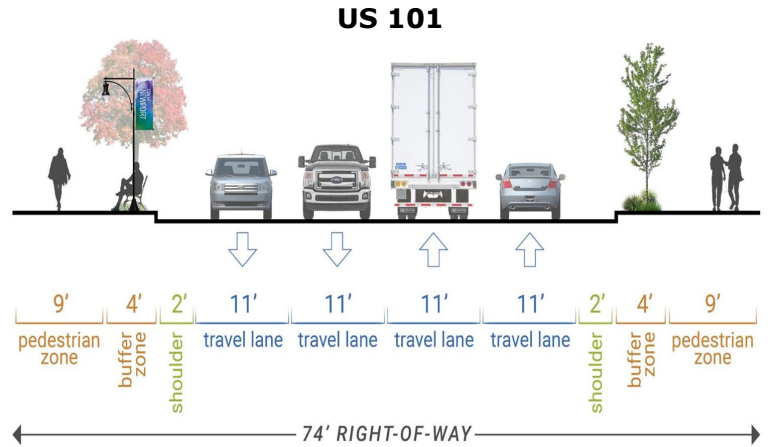 US 101
NEWPORT
9’ 4’ 2’ 11’ 11’ 11’ 11’ 2’ 4’ 9’
pedestrian zone
buffer zone
shoulder
travel lane
travel lane
travel lane
travel lane
shoulder
buffer zone
pedestrian zone
74’ RIGHT-OF-WAY